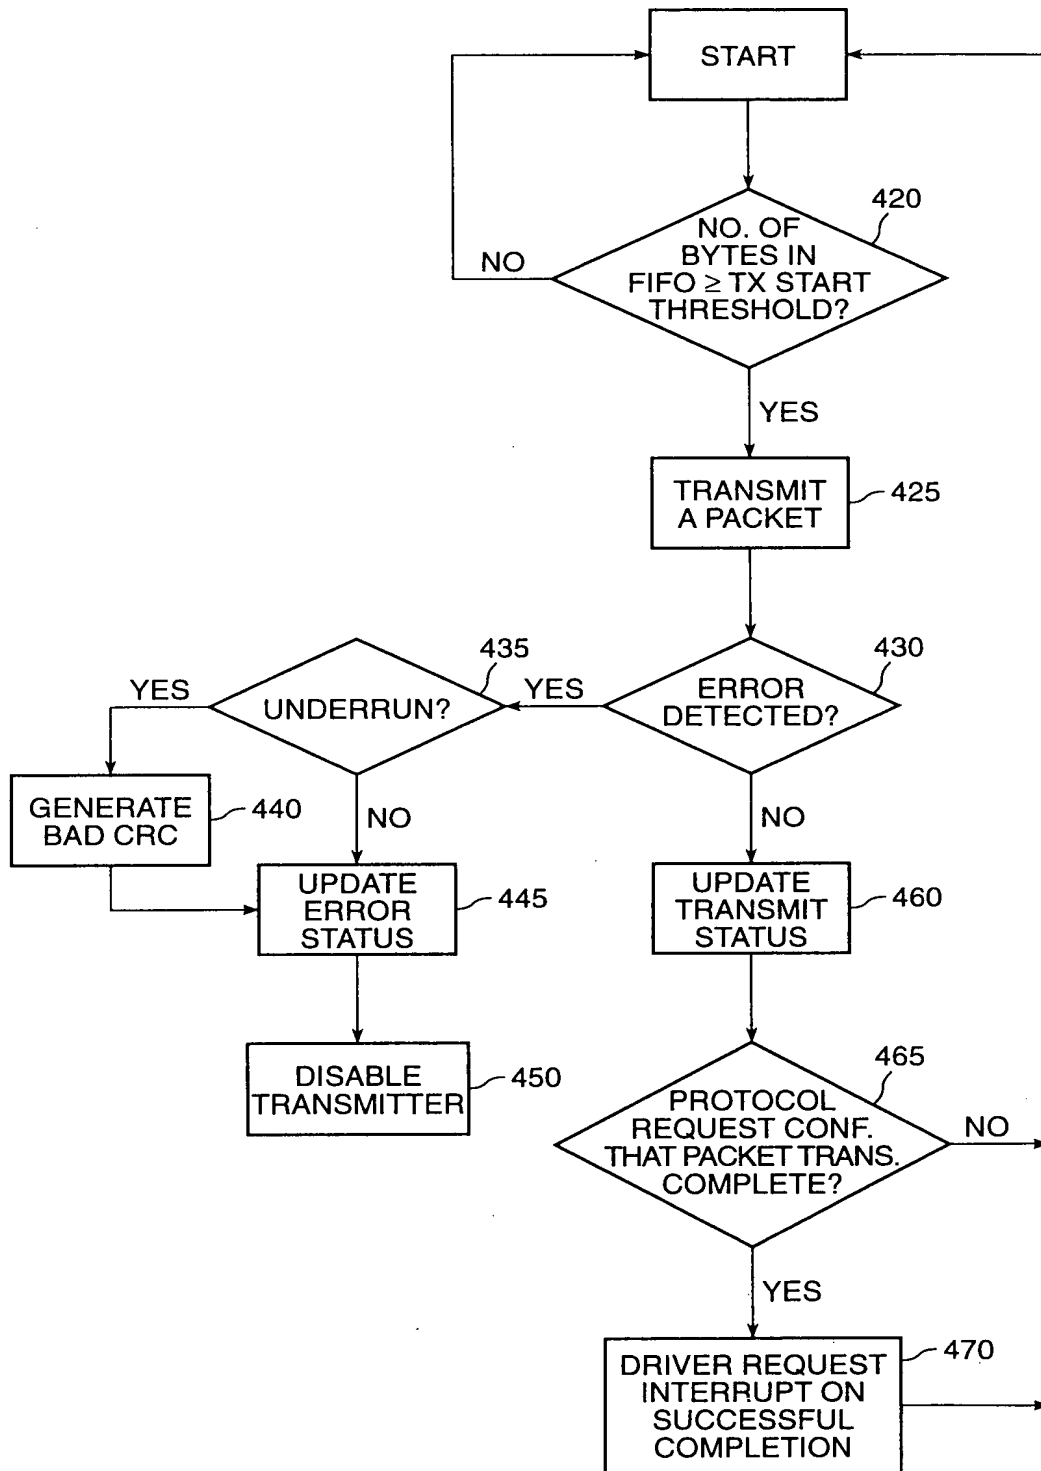 START
420
NO. OF
BYTES IN
FIFO ≥ TX START
THRESHOLD?
NO
YES
TRANSMIT
A PACKET
425
435
430
YES
UNDERRUN?
YES
ERROR
DETECTED?
GENERATE
BAD CRC
440
NO
NO
UPDATE
ERROR
STATUS
445
UPDATE
TRANSMIT
STATUS
460
DISABLE
TRANSMITTER
450
465
PROTOCOL
REQUEST CONF.
THAT PACKET TRANS.
COMPLETE?
NO
YES
DRIVER REQUEST
INTERRUPT ON
SUCCESSFUL
COMPLETION
470